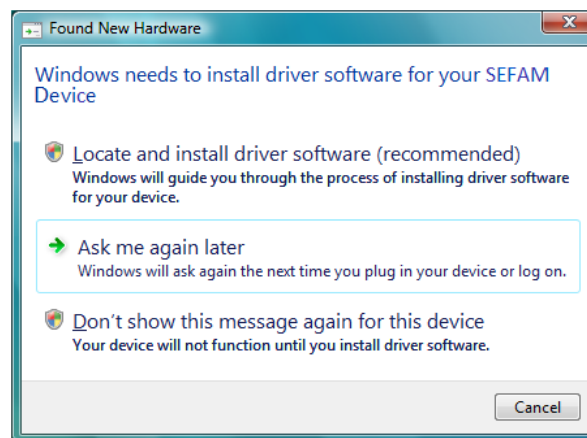 Found New Hardware
Windows needs to install driver software for your SEFAM
Device
Locate and install driver software (recommended)
Windows will guide you through the process of installing driver software
for your device.
Ask me again later
Windows will ask again the next time you plug in your device or log on.
Don't show this message again for this device
Your device will not function until you install driver software.
Cancel